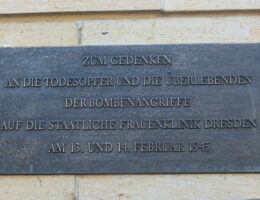 ZUM GEDENKEN
AN DIE TODESOPFER UND DIE ÜBERLEBENDEN
DER BOMBENANGRIFFE
AUF DIE STAATLICHE FRAUENKLINIK DRESDEN
AM 13. UND 14. FEBRUAR 1945